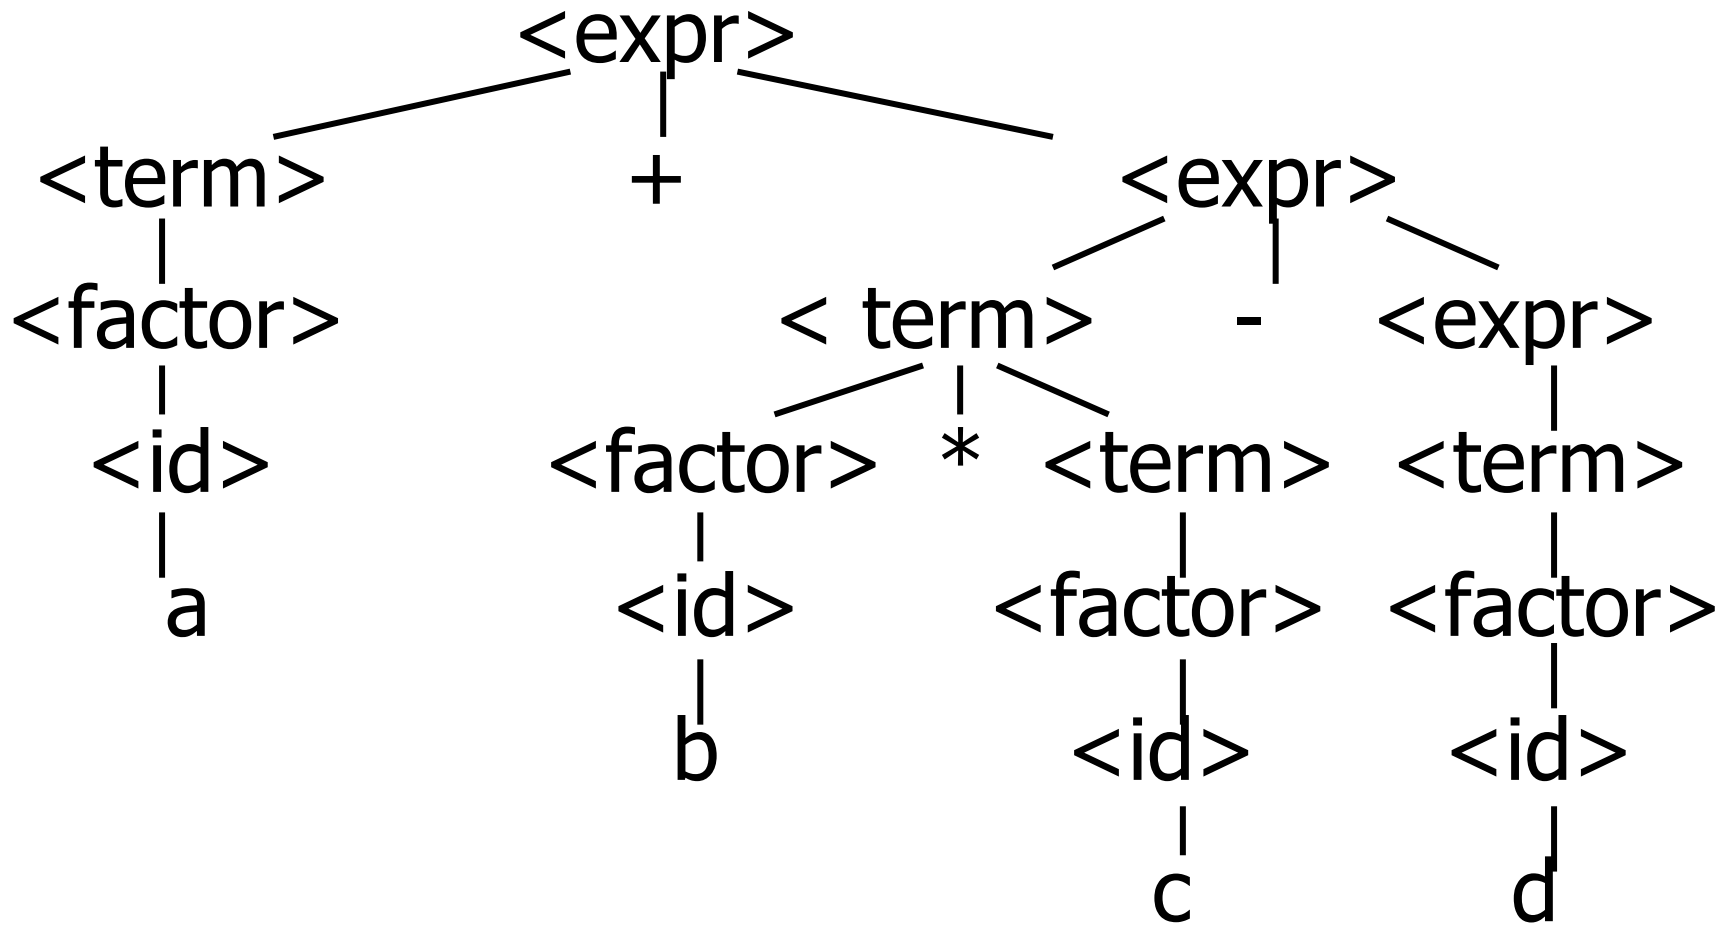 <expr>
<term> + <expr>
<factor> < term> - <expr>
<id> <factor> * <term> <term>
a <id> <factor> <factor>
b <id> <id>
c d